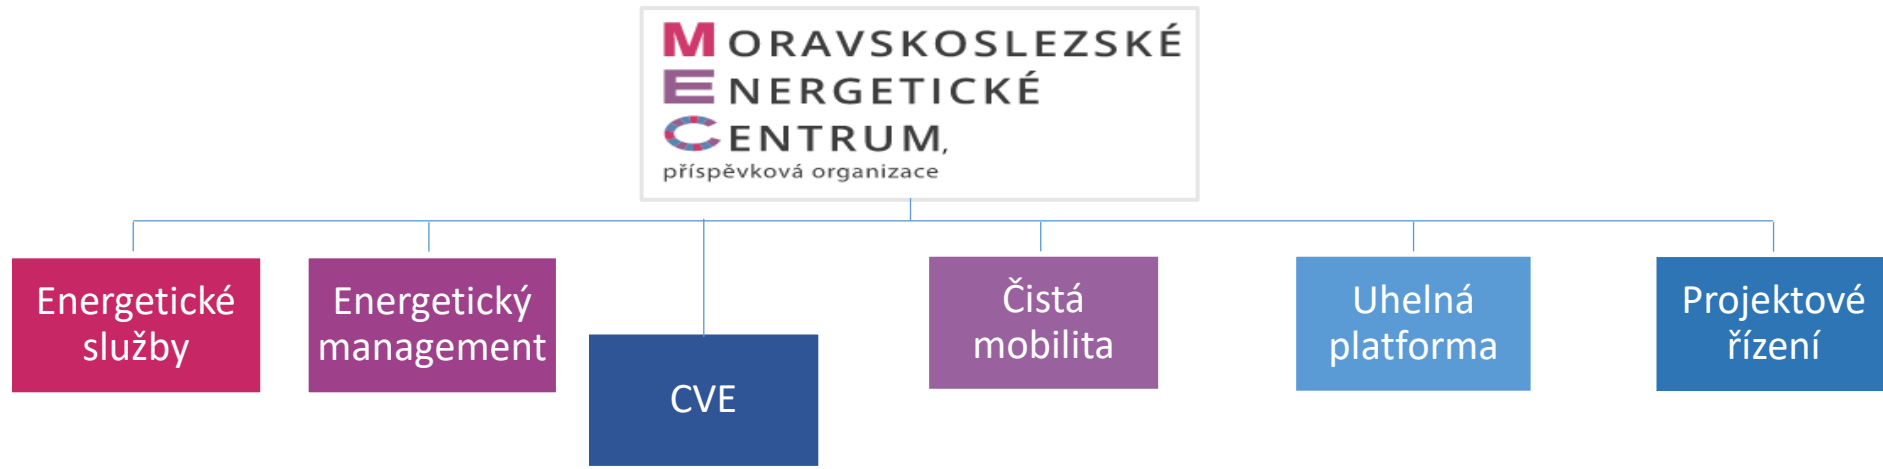 MORAVSKOSLEZSKÉ
ENERGETICKÉ
CENTRUM,
příspěvková organizace
Energetické
služby
Energetický
management
CVE
Čistá
mobilita
Uhelná
platforma
Projektové
řízení